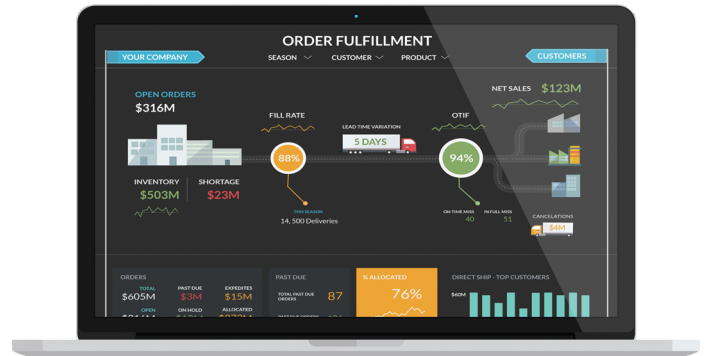 ORDER FULFILLMENT
YOUR COMPANY
CUSTOMERS
SEASON CUSTOMER PRODUCT
NET SALES $123M
OPEN ORDERS
$316M
FILL RATE
OTIF
LEAD TIME VARIATION
5 DAYS
88%
94%
INVENTORY SHORTAGE
$503M $23M
THIS SEASON
14, 500 Deliveries
ON TIME MISS IN FULL MISS
40 51
CANCELATIONS
$4M
ORDERS
TOTAL PAST DUE EXPEDITES
$605M $3M $15M
OPEN ON HOLD ALLOCATED
PAST DUE
TOTAL PAST DUE
ORDERS
87
% ALLOCATED
76%
DIRECT SHIP - TOP CUSTOMERS
$60M